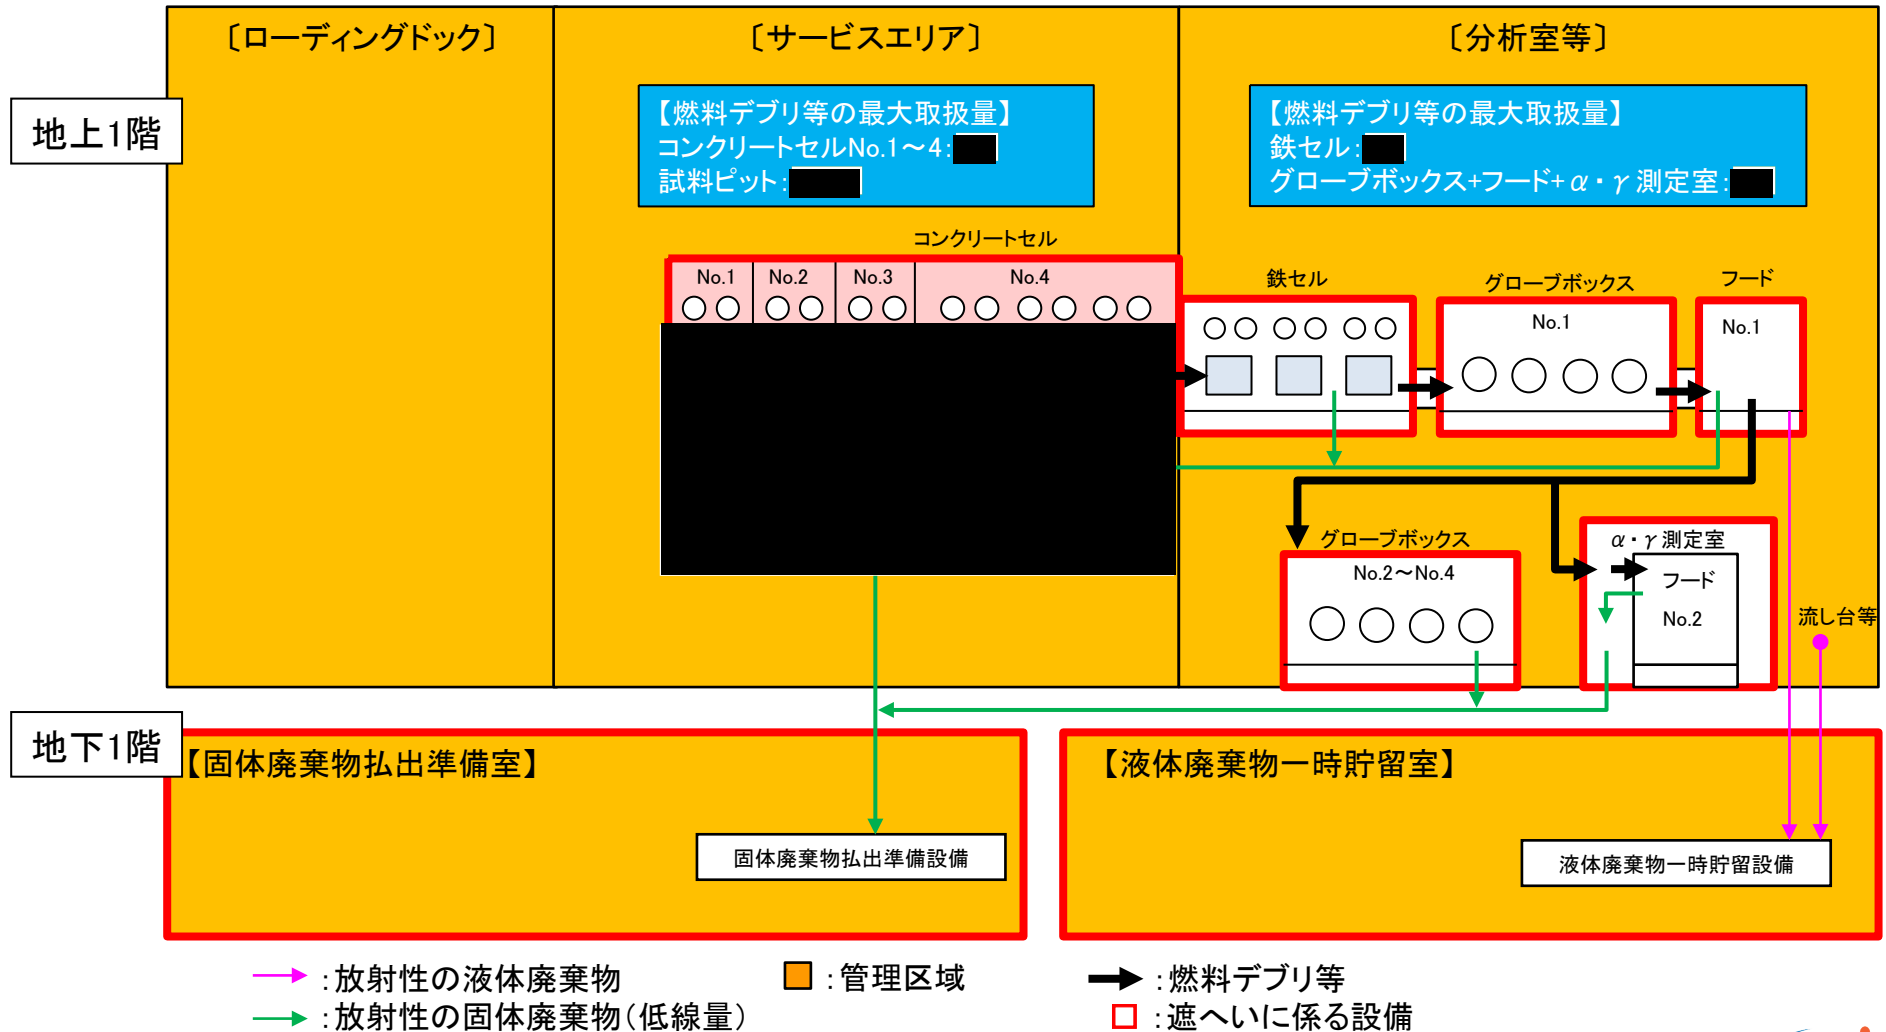 〔ローディングドック〕
〔サービスエリア〕
〔分析室等〕
地上1階
【燃料デブリ等の最大取扱量】
コンクリートセルNo.1～4:
試料ピット:
【燃料デブリ等の最大取扱量】
鉄セル:
グローブボックス+フード+α・γ測定室:
コンクリートセル
No.1
No.2
No.3
No.4
鉄セル
グローブボックス
No.1
フード
No.1
グローブボックス
No.2～No.4
α・γ測定室
フード
No.2
流し台等
地下1階
【固体廃棄物払出準備室】
【液体廃棄物一時貯留室】
固体廃棄物払出準備設備
液体廃棄物一時貯留設備
:放射性の液体廃棄物
:管理区域
:燃料デブリ等
:放射性の固体廃棄物(低線量)
:遮へいに係る設備